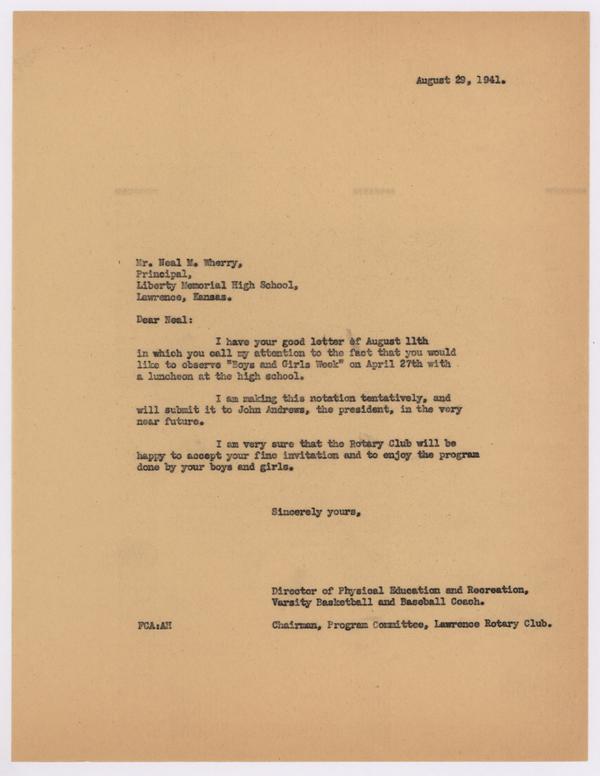 August 29, 1941.
Mr. Neal M. Wherry,
Principal,
Liberty Memorial High School,
Lawrence, Kansas.
Dear Neal:
I have your good letter of August 11th
in which you call my attention to the fact that you would
like to observe "Boys and Girls Week" on April 27th with
a luncheon at the high school.
I am making this notation tentatively, and
will submit it to John Andrews, the president, in the very
near future.
I am very sure that the Rotary Club will be
happy to accept your fine invitation and to enjoy the program
done by your boys and girls.
Sincerely yours,
Director of Physical Education and Recreation,
Varsity Basketball and Baseball Coach.
FCA:AH Chairman, Program Committee, Lawrence Rotary Club.